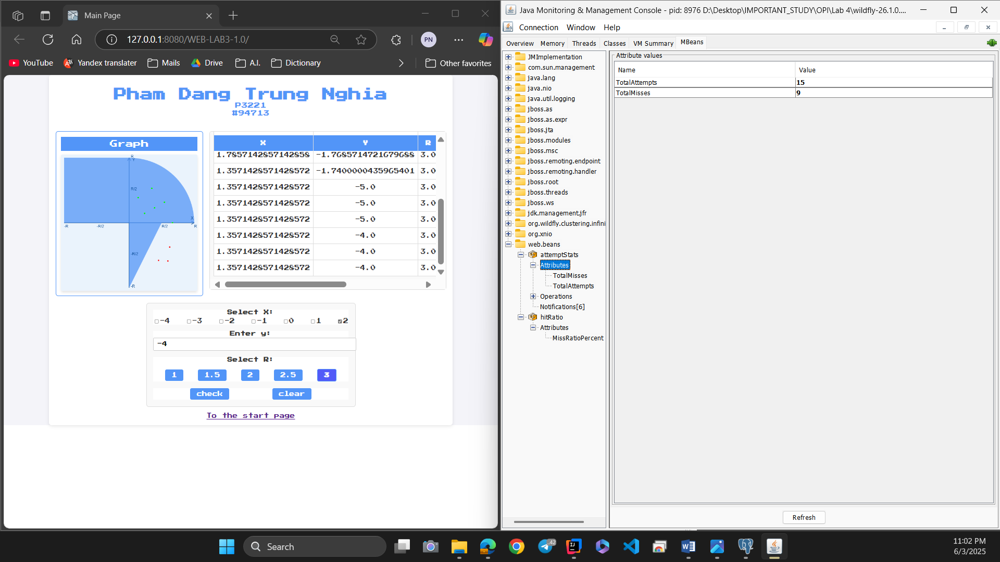 Main Page
127.0.0.1:8080/WEB-LAB3-1.0/
PN
YouTube
Yandex translater
Mails
Drive
A.I.
Dictionary
Other favorites
Pham Dang Trung Nghia
P3221
#94713
Graph
R
Y
R/2
X
-R
-R/2
R/2
R
-R/2
-R
X Y R
1.7857142857142858 -1.7685714721679688 3.0
1.3571428571428572 -1.7400000435965401 3.0
1.3571428571428572 -5.0 3.0
1.3571428571428572 -5.0 3.0
1.3571428571428572 -5.0 3.0
1.3571428571428572 -4.0 3.0
1.3571428571428572 -4.0 3.0
1.3571428571428572 -4.0 3.0
Select X:
-4 -3 -2 -1 0 1 2
Enter y:
-4
Select R:
1 1.5 2 2.5 3
check clear
To the start page
Java Monitoring & Management Console - pid: 8976 D:\Desktop\IMPORTANT_STUDY\OPI\Lab 4\wildfly-26.1.0....
Connection Window Help
Overview Memory Threads Classes VM Summary MBeans
JMImplementation
com.sun.management
java.lang
java.nio
java.util.logging
jboss.as
jboss.as.expr
jboss.jta
jboss.modules
jboss.msc
jboss.remoting.endpoint
jboss.remoting.handler
jboss.root
jboss.threads
jboss.ws
jdk.management.jfr
org.wildfly.clustering.infini
org.xnio
web.beans
attemptStats
Attributes
TotalMisses
TotalAttempts
Operations
Notifications[6]
hitRatio
Attributes
MissRatioPercent
Attribute values
Name Value
TotalAttempts 15
TotalMisses 9
Refresh
Search
42
11:02 PM
6/3/2025